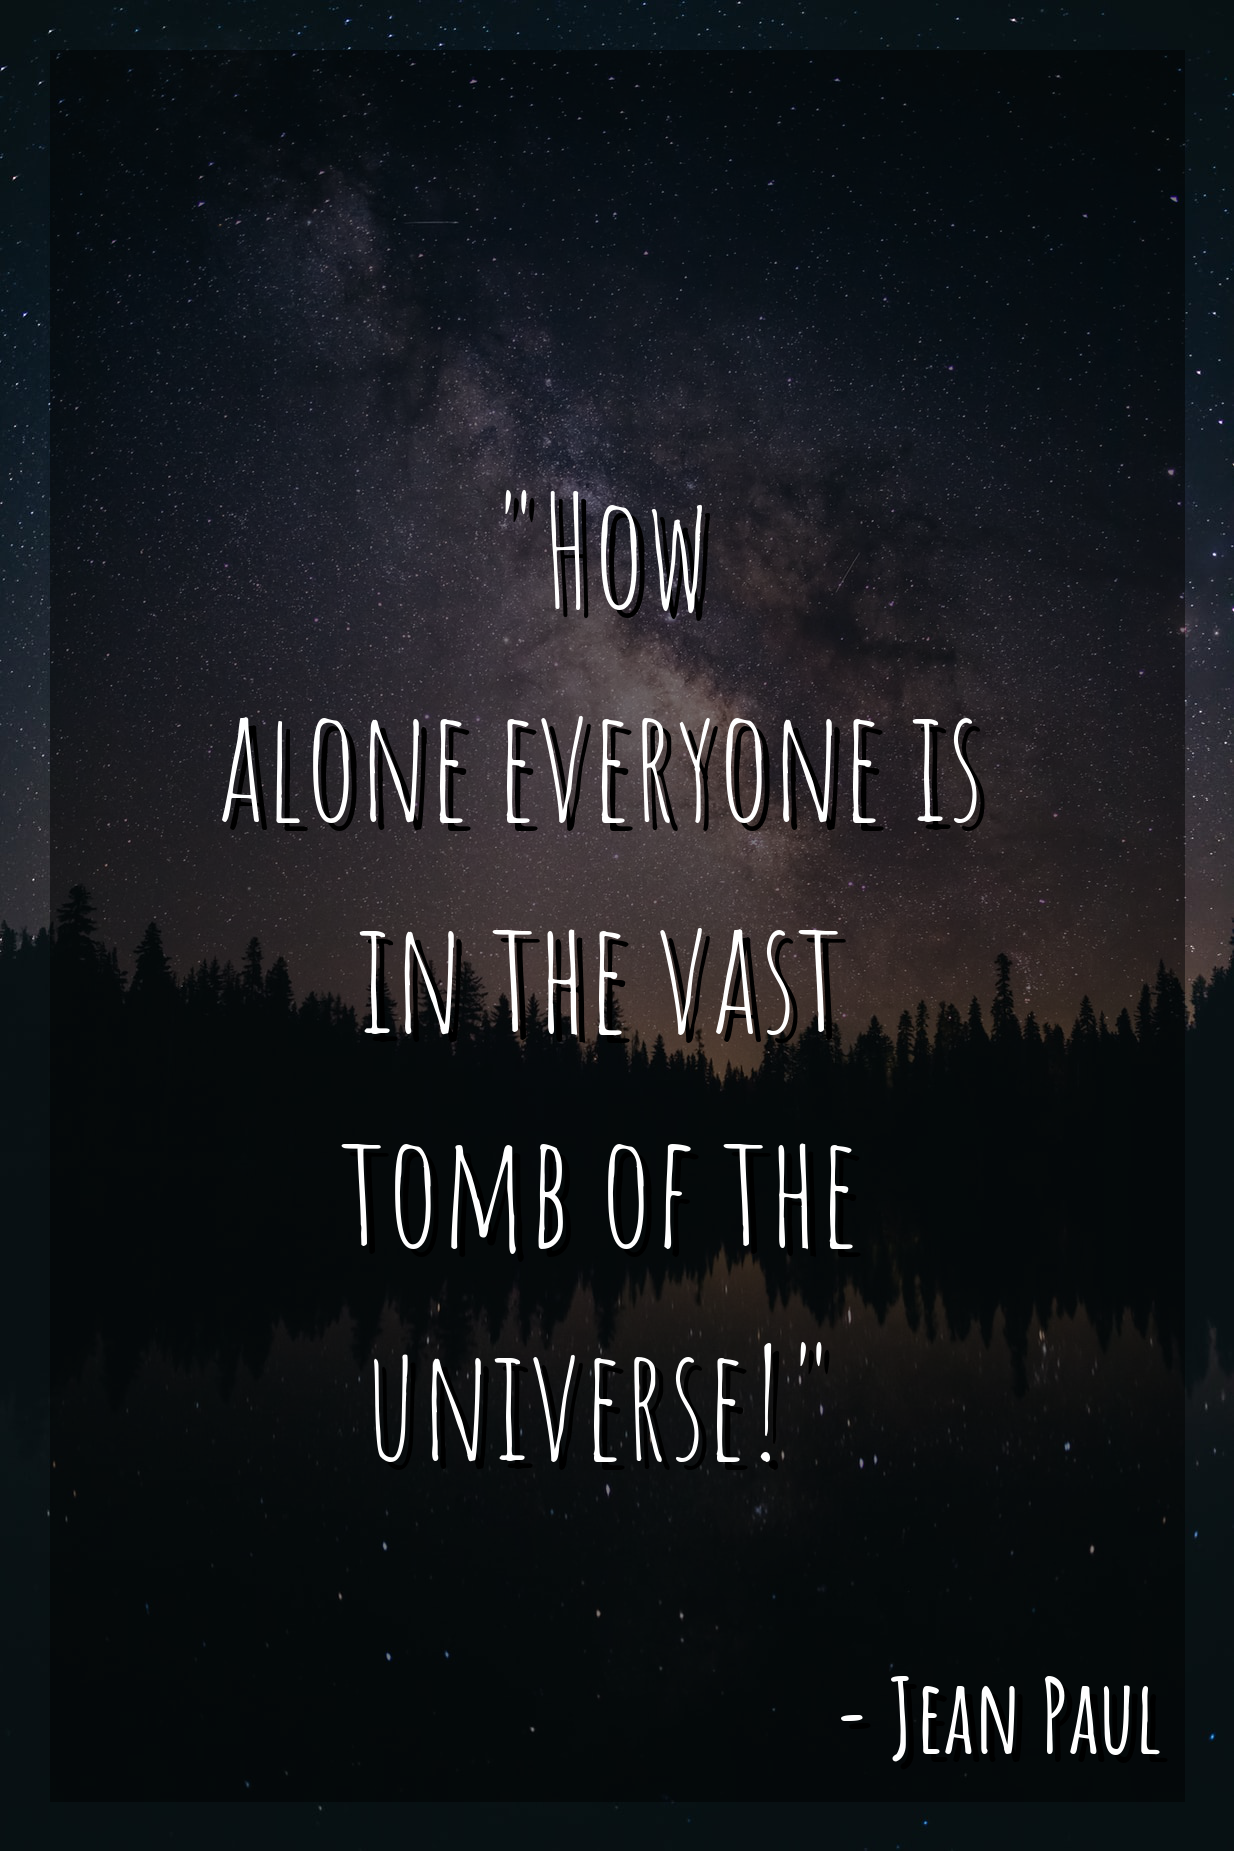 "How
alone everyone is
in the vast
tomb of the
universe!"
- Jean Paul